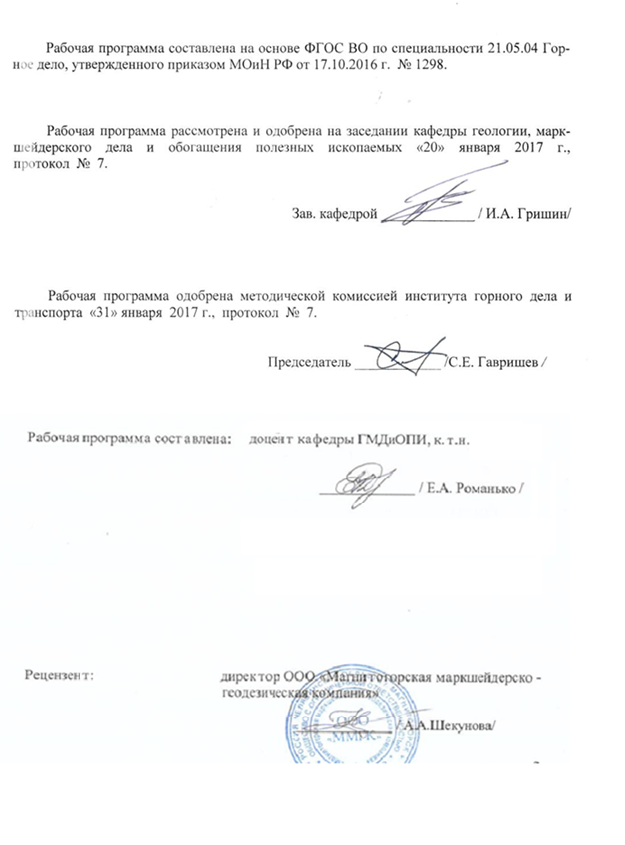 Рабочая программа составлена на основе ФГОС ВО по специальности 21.05.04 Гор-
ное дело, утвержденного приказом МОиН РФ от 17.10.2016 г. № 1298.
Рабочая программа рассмотрена и одобрена на заседании кафедры геологии, марк-
шейдерского дела и обогащения полезных ископаемых «20» января 2017 г.,
протокол № 7.
Зав. кафедрой / И.А. Гришин/
Рабочая программа одобрена методической комиссией института горного дела и
транспорта «31» января 2017 г., протокол № 7.
Председатель /С.Е. Гавришев /
Рабочая программа составлена: доцент кафедры ГМДиОПИ, к.т.н.
/ Е.А. Романько /
Рецензент: директор ООО «Магнитогорская маркшейдерско -
геодезическая компания»
/ А.А.Шекунова/
ООО
«ММГК»